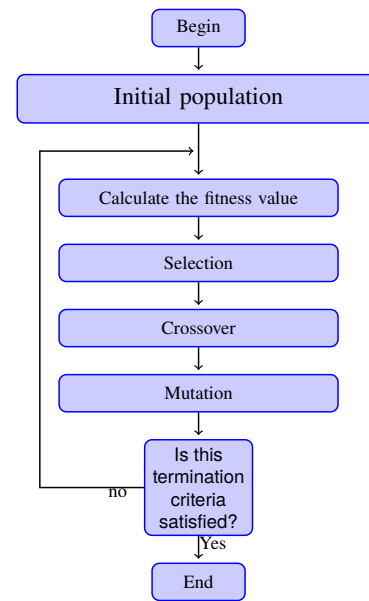 Begin
Initial population
Calculate the fitness value
Selection
Crossover
Mutation
Is this
termination
criteria
satisfied?
no
Yes
End